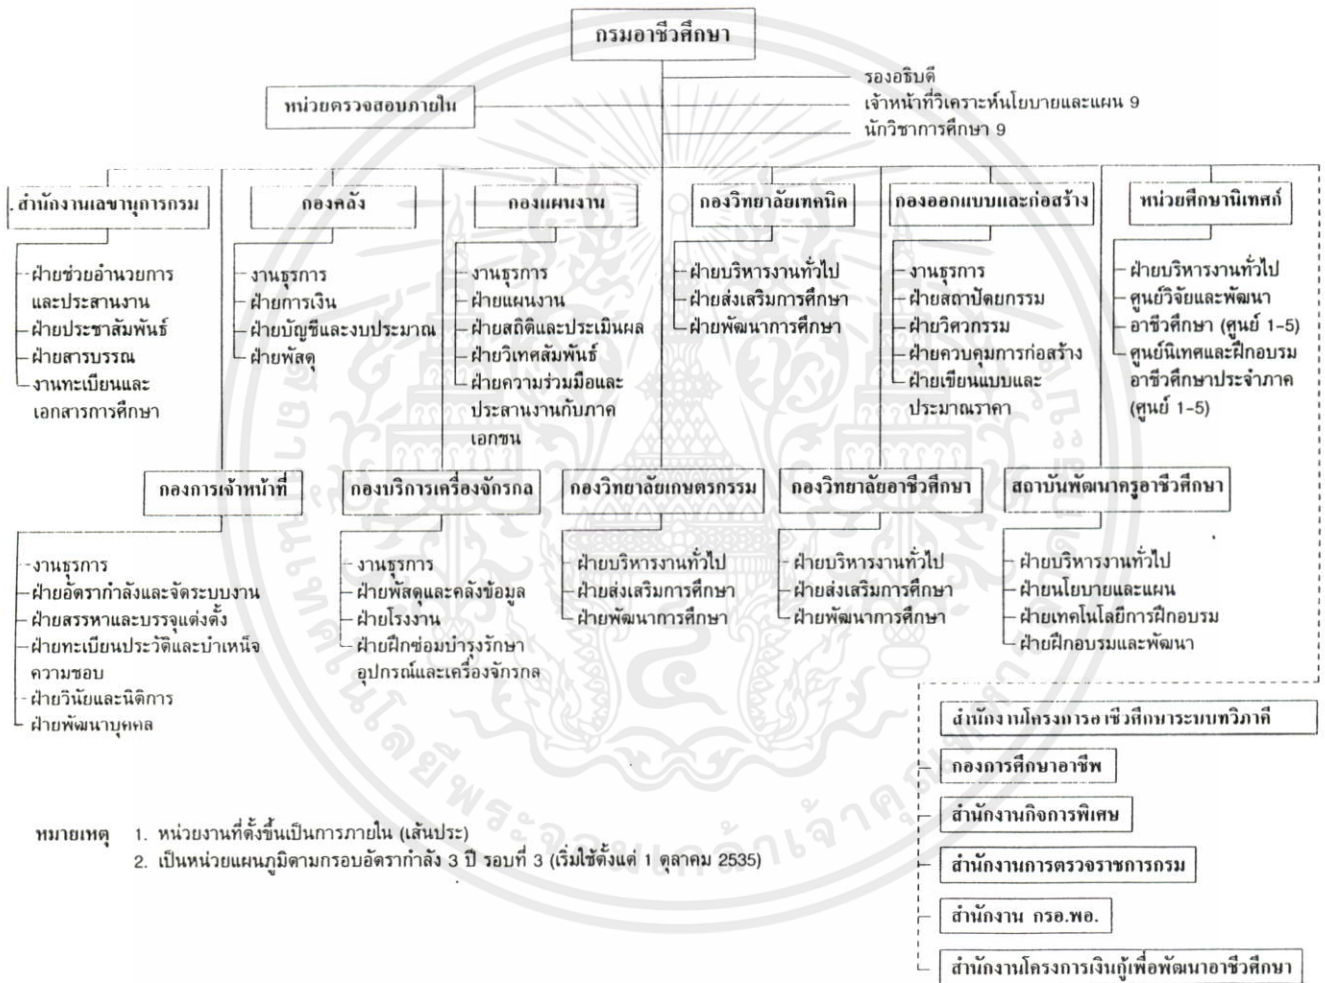 กรมอาชีวศึกษา
รองอธิบดี
หน่วยตรวจสอบภายใน
เจ้าหน้าที่วิเคราะห์นโยบายและแผน 9
นักวิชาการศึกษา 9
สำนักงานเลขานุการกรม
ฝ่ายช่วยอำนวยการ
และประสานงาน
ฝ่ายประชาสัมพันธ์
ฝ่ายสารบรรณ
งานทะเบียนและ
เอกสารการศึกษา
กองคลัง
งานธุรการ
ฝ่ายการเงิน
ฝ่ายบัญชีและงบประมาณ
ฝ่ายพัสดุ
กองแผนงาน
งานธุรการ
ฝ่ายแผนงาน
ฝ่ายสถิติและประเมินผล
ฝ่ายวิเทศสัมพันธ์
ฝ่ายความร่วมมือและ
ประสานงานกับภาค
เอกชน
กองวิทยาลัยเทคนิค
ฝ่ายบริหารงานทั่วไป
ฝ่ายส่งเสริมการศึกษา
ฝ่ายพัฒนาการศึกษา
กองออกแบบและก่อสร้าง
งานธุรการ
ฝ่ายสถาปัตยกรรม
ฝ่ายวิศวกรรม
ฝ่ายควบคุมการก่อสร้าง
ฝ่ายเขียนแบบและ
ประมาณราคา
หน่วยศึกษานิเทศก์
ฝ่ายบริหารงานทั่วไป
ศูนย์วิจัยและพัฒนา
อาชีวศึกษา (ศูนย์ 1-5)
ศูนย์นิเทศและฝึกอบรม
อาชีวศึกษาประจำภาค
(ศูนย์ 1-5)
กองการเจ้าหน้าที่
งานธุรการ
ฝ่ายอัตรากำลังและจัดระบบงาน
ฝ่ายสรรหาและบรรจุแต่งตั้ง
ฝ่ายทะเบียนประวัติและบำเหน็จ
ความชอบ
ฝ่ายวินัยและนิติการ
ฝ่ายพัฒนาบุคคล
กองบริการเครื่องจักรกล
งานธุรการ
ฝ่ายพัสดุและคลังข้อมูล
ฝ่ายโรงงาน
ฝ่ายฝึกซ่อมบำรุงรักษา
อุปกรณ์และเครื่องจักรกล
กองวิทยาลัยเกษตรกรรม
ฝ่ายบริหารงานทั่วไป
ฝ่ายส่งเสริมการศึกษา
ฝ่ายพัฒนาการศึกษา
กองวิทยาลัยอาชีวศึกษา
ฝ่ายบริหารงานทั่วไป
ฝ่ายส่งเสริมการศึกษา
ฝ่ายพัฒนาการศึกษา
สถาบันพัฒนาครูอาชีวศึกษา
ฝ่ายบริหารงานทั่วไป
ฝ่ายนโยบายและแผน
ฝ่ายเทคโนโลยีการฝึกอบรม
ฝ่ายฝึกอบรมและพัฒนา
สำนักงานโครงการอาชีวศึกษาระบบทวิภาคี
กองการศึกษาอาชีพ
สำนักงานกิจการพิเศษ
สำนักงานการตรวจราชการกรม
สำนักงาน กรอ.พอ.
สำนักงานโครงการเงินกู้เพื่อพัฒนาอาชีวศึกษา
หมายเหตุ 1. หน่วยงานที่ตั้งขึ้นเป็นการภายใน (เส้นประ)
2. เป็นหน่วยแผนภูมิตามกรอบอัตรากำลัง 3 ปี รอบที่ 3 (เริ่มใช้ตั้งแต่ 1 ตุลาคม 2535)
สถาบันเทคโนโลยีพระจอมเกล้าเจ้าคุณทหารลาดกระบัง